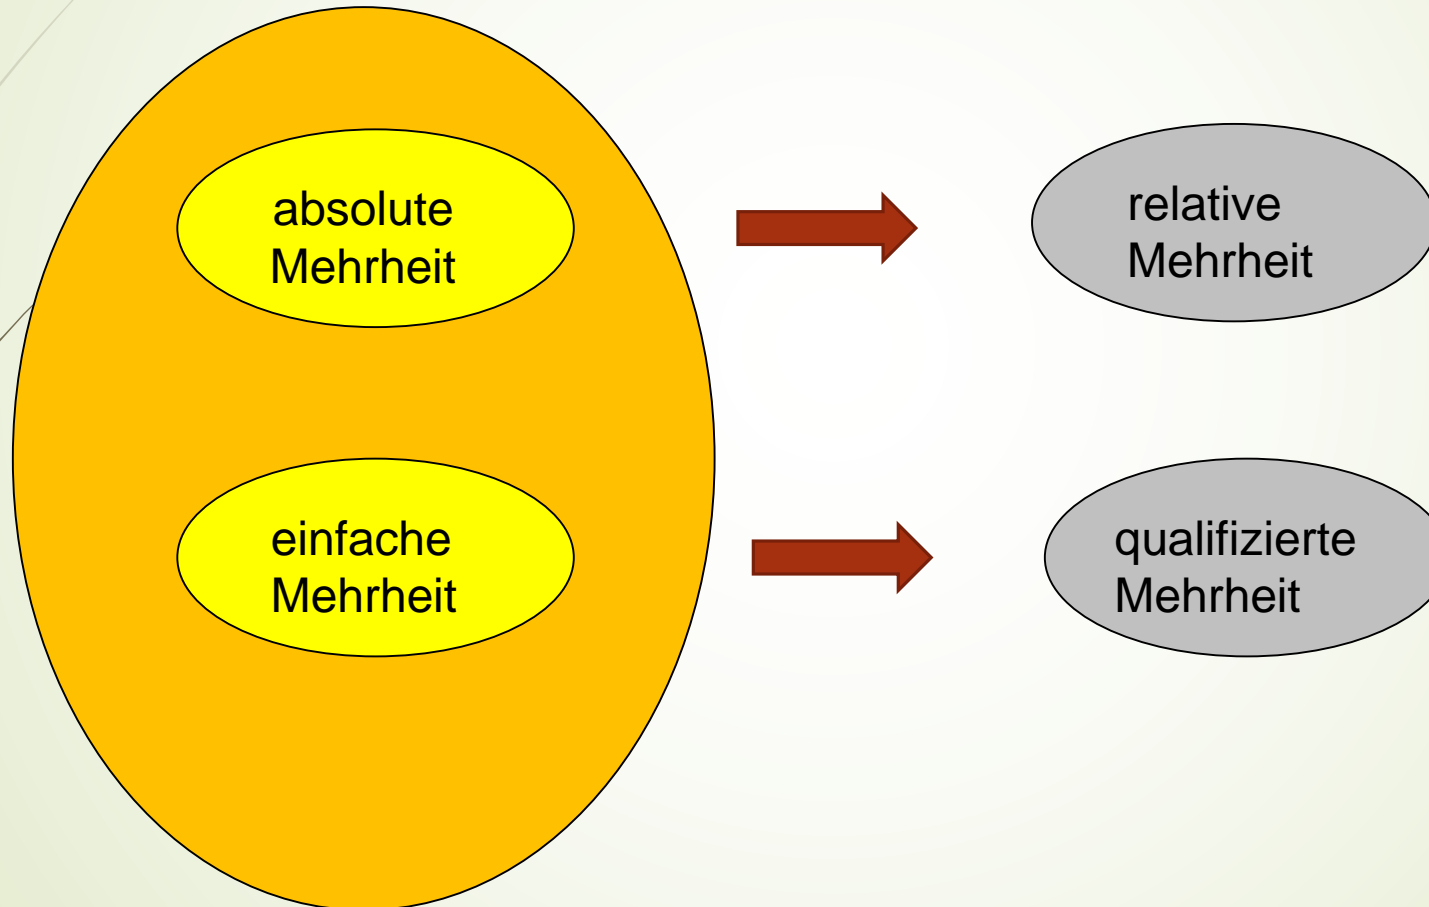 absolute
Mehrheit
relative
Mehrheit
einfache
Mehrheit
qualifizierte
Mehrheit